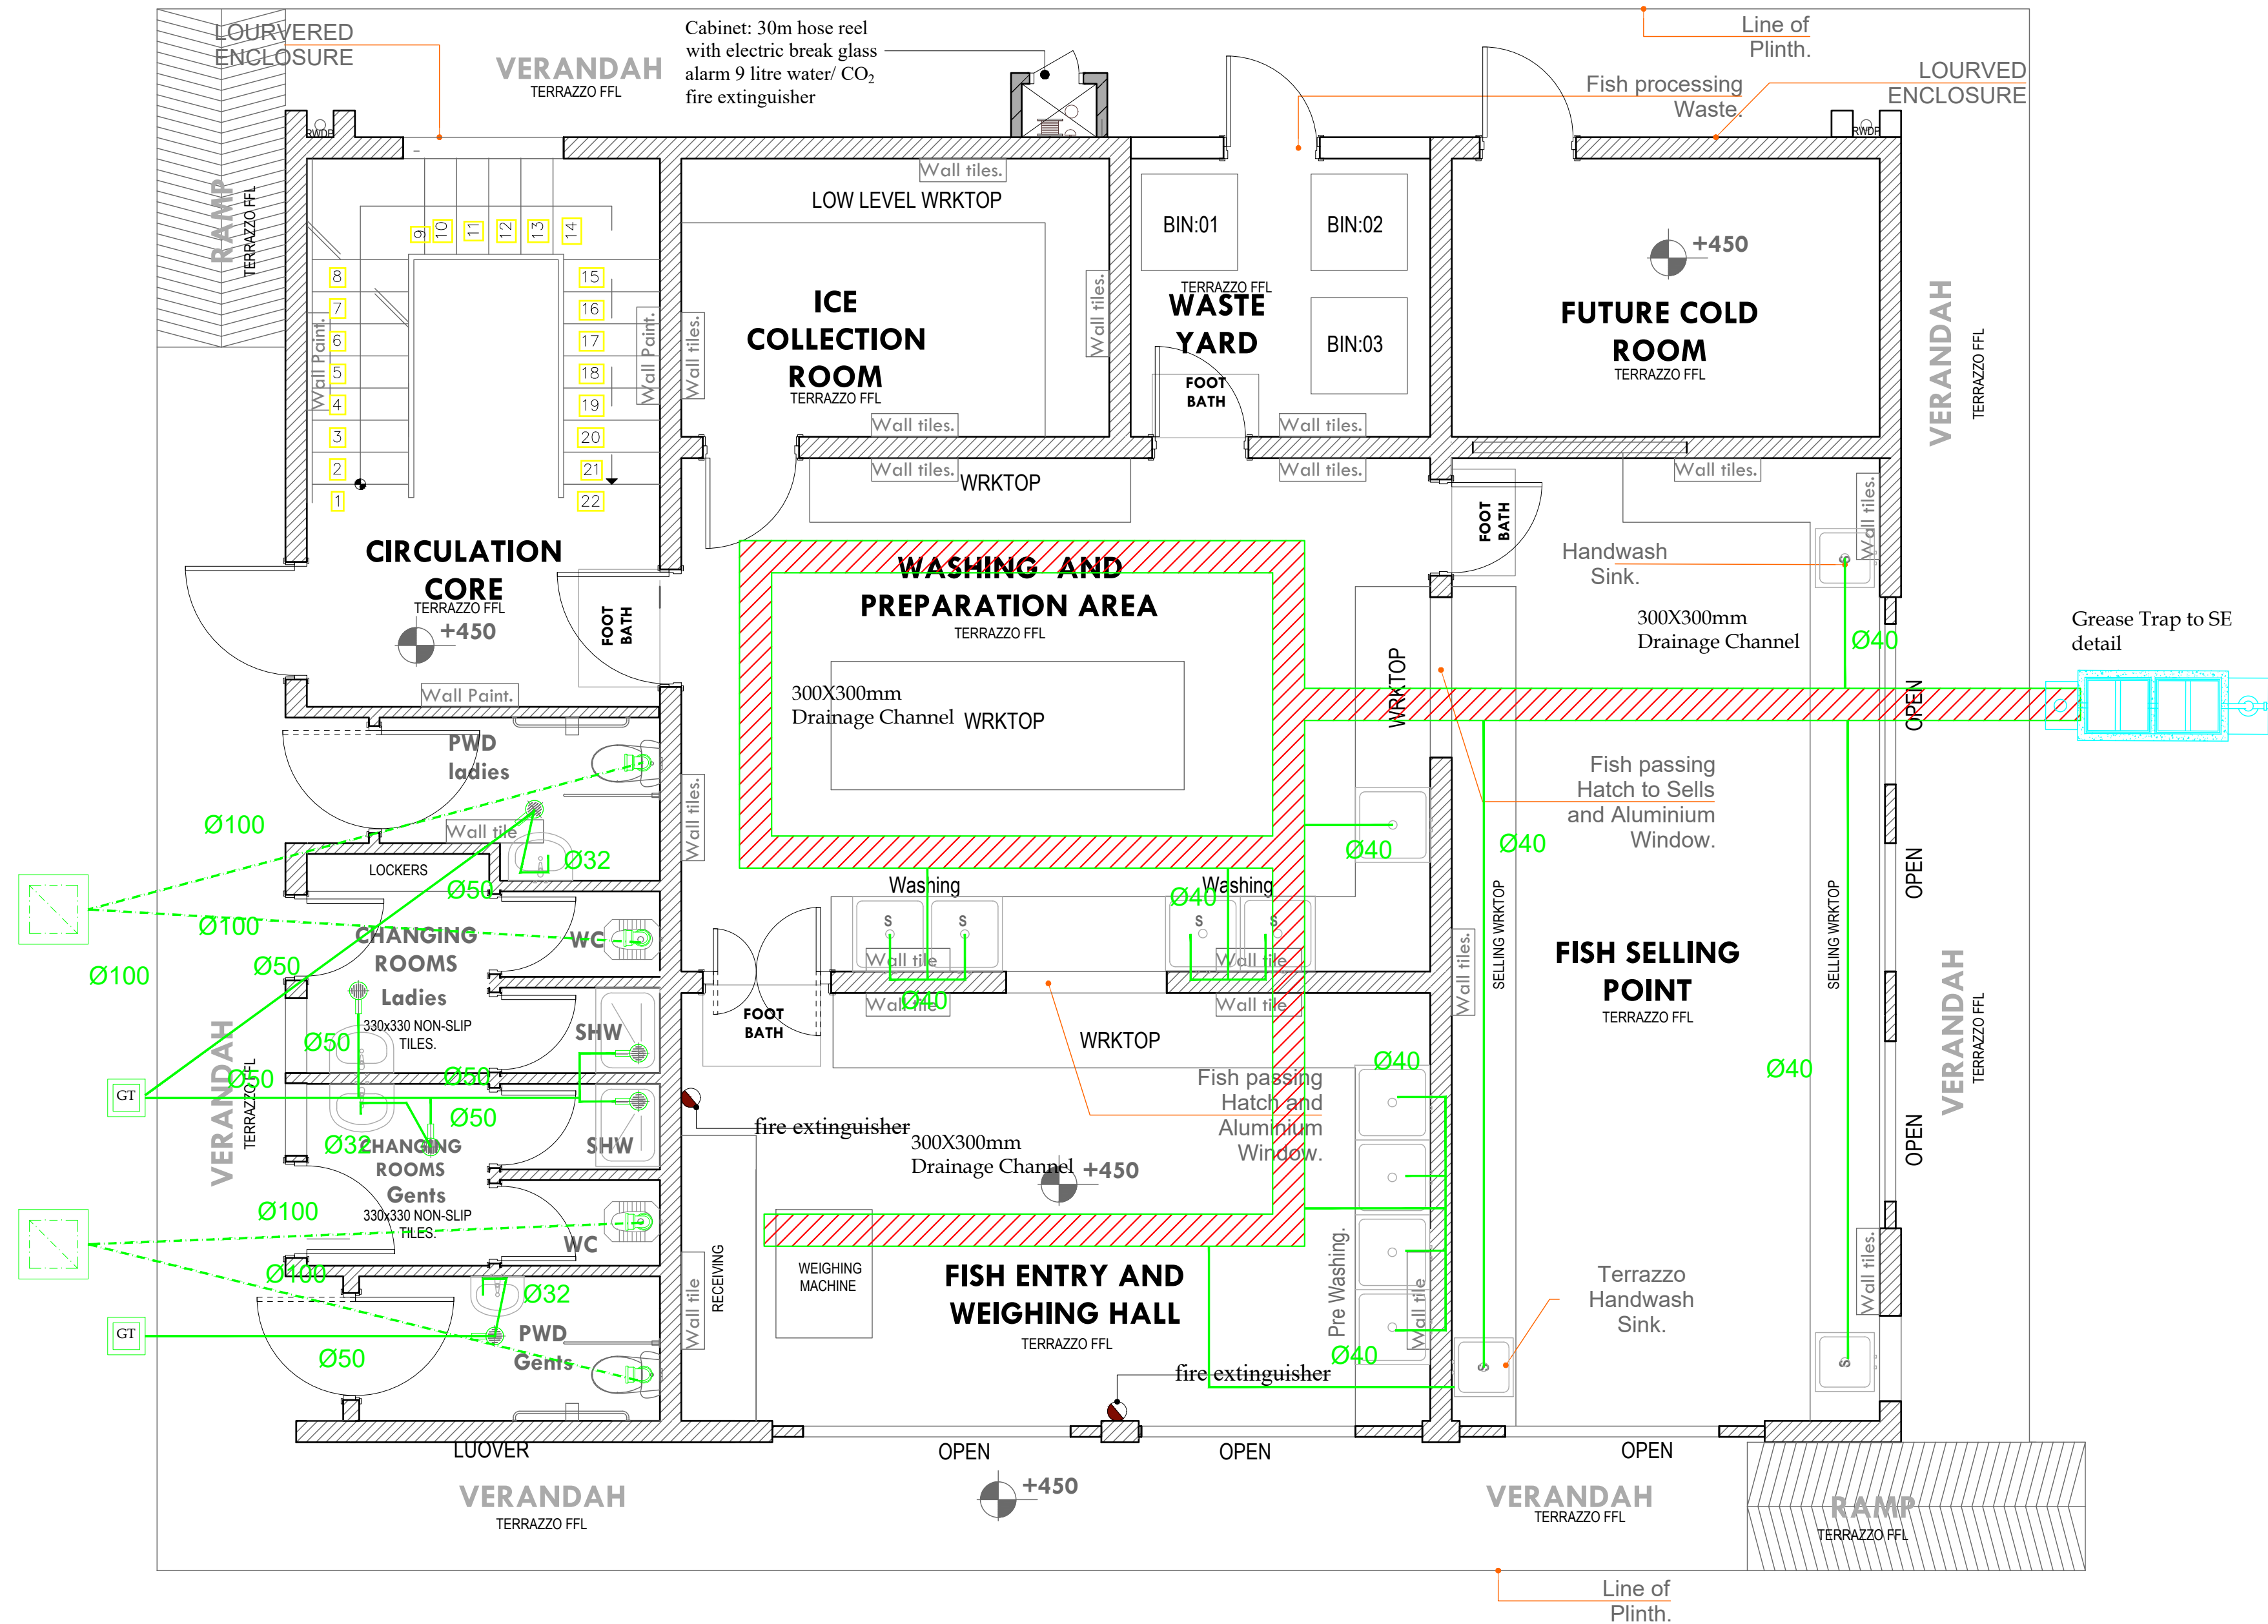 LOURVERED
ENCLOSURE
VERANDAH
TERRAZZO FFL
Cabinet: 30m hose reel
with electric break glass
alarm 9 litre water/ CO₂
fire extinguisher
Line of
Plinth.
Fish processing
Waste.
LOURVED
ENCLOSURE
RWDP
RWDP
RAMP
TERRAZZO FFL
9
10
11
12
13
14
8
7
6
5
4
3
2
1
15
16
17
18
19
20
21
22
Wall Paint.
Wall Paint.
Wall tiles.
LOW LEVEL WRKTOP
Wall tiles.
Wall tiles.
ICE
COLLECTION
ROOM
TERRAZZO FFL
Wall tiles.
BIN:01
BIN:02
BIN:03
TERRAZZO FFL
WASTE
YARD
FOOT
BATH
Wall tiles.
+450
FUTURE COLD
ROOM
TERRAZZO FFL
VERANDAH
TERRAZZO FFL
Wall tiles.
WRKTOP
Wall tiles.
Wall tiles.
Wall tiles.
FOOT
BATH
CIRCULATION
CORE
TERRAZZO FFL
+450
FOOT
BATH
Wall Paint.
WASHING AND
PREPARATION AREA
TERRAZZO FFL
300X300mm
Drainage Channel
WRKTOP
WRKTOP
Handwash
Sink.
300X300mm
Drainage Channel
Ø40
Grease Trap to SE
detail
OPEN
PWD
ladies
Ø100
Wall tile
Ø32
LOCKERS
Ø50
Wall tiles.
Fish passing
Hatch to Sells
and Aluminium
Window.
Ø40
Ø40
Washing
Washing
Ø40
S
S
S
S
Wall tile
Wall tile
Ø40
Wall tile
Wall tile
Ø100
CHANGING
ROOMS
Ladies
330x330 NON-SLIP
TILES.
WC
Ø100
Ø50
Ø50
SHW
Ø50
Ø50
VERANDAH
TERRAZZO FFL
GT
Ø50
Ø32
CHANGING
ROOMS
Gents
330x330 NON-SLIP
TILES.
SHW
FOOT
BATH
WRKTOP
fire extinguisher
300X300mm
Drainage Channel
+450
Fish passing
Hatch and
Aluminium
Window.
Ø40
Wall tiles.
SELLING WRKTOP
FISH SELLING
POINT
TERRAZZO FFL
SELLING WRKTOP
Ø40
OPEN
OPEN
VERANDAH
TERRAZZO FFL
Ø100
WC
Ø100
Ø32
GT
PWD
Gents
Ø50
Wall tile
RECEIVING
WEIGHING
MACHINE
FISH ENTRY AND
WEIGHING HALL
TERRAZZO FFL
Pre Washing.
Wall tile
Ø40
fire extinguisher
Terrazzo
Handwash
Sink.
S
S
S
Wall tiles.
LUOVER
OPEN
OPEN
OPEN
VERANDAH
TERRAZZO FFL
+450
VERANDAH
TERRAZZO FFL
RAMP
TERRAZZO FFL
Line of
Plinth.